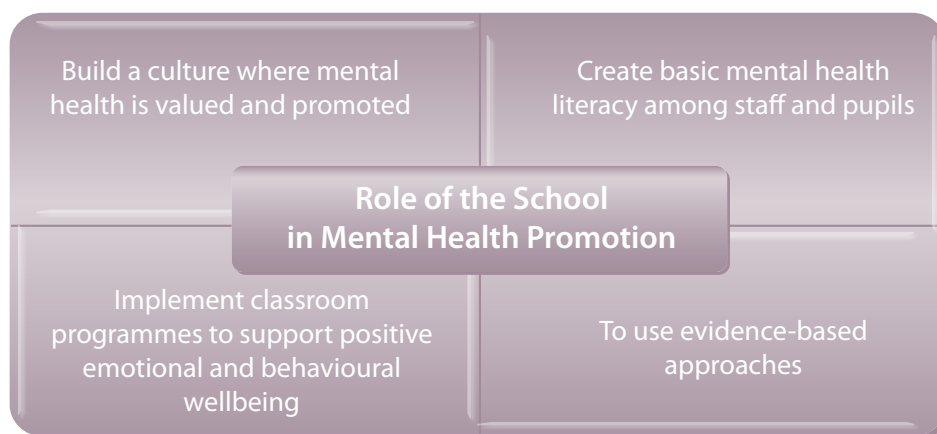 Build a culture where mental
health is valued and promoted
Create basic mental health
literacy among staff and pupils
Role of the School
in Mental Health Promotion
Implement classroom
programmes to support positive
emotional and behavioural
wellbeing
To use evidence-based
approaches